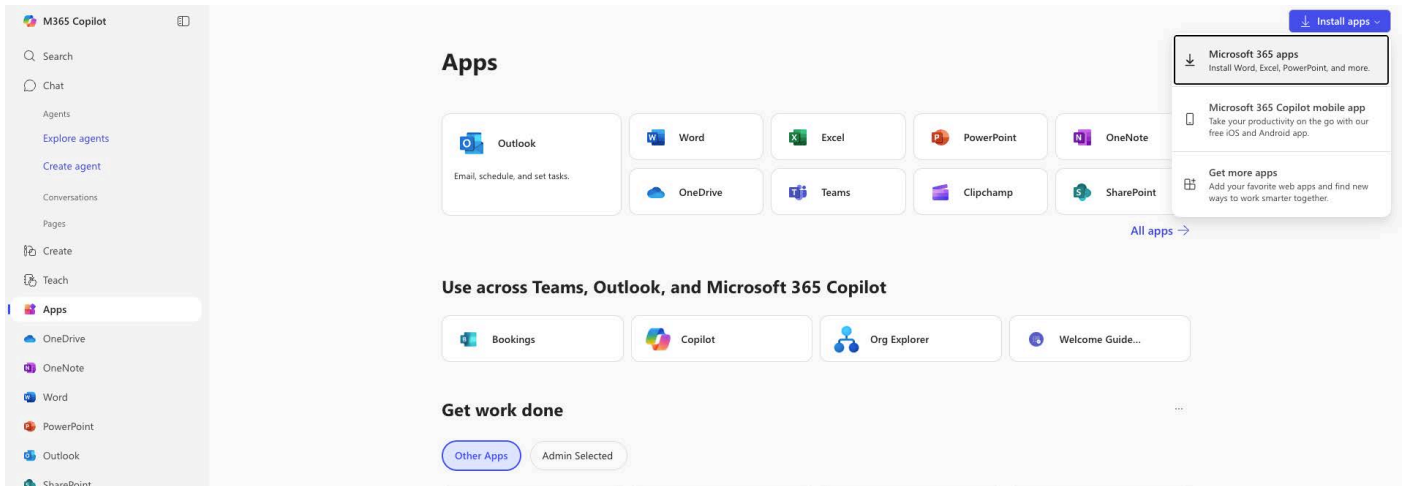 M365 Copilot
Search
Chat
Agents
Explore agents
Create agent
Conversations
Pages
Create
Teach
Apps
OneDrive
OneNote
Word
PowerPoint
Outlook
SharePoint
Install apps
Microsoft 365 apps
Install Word, Excel, PowerPoint, and more.
Microsoft 365 Copilot mobile app
Take your productivity on the go with our
free iOS and Android app.
Get more apps
Add your favorite web apps and find new
ways to work smarter together.
Apps
Outlook
Email, schedule, and set tasks.
Word
Excel
PowerPoint
OneNote
OneDrive
Teams
Clipchamp
SharePoint
All apps →
Use across Teams, Outlook, and Microsoft 365 Copilot
Bookings
Copilot
Org Explorer
Welcome Guide...
Get work done
...
Other Apps
Admin Selected